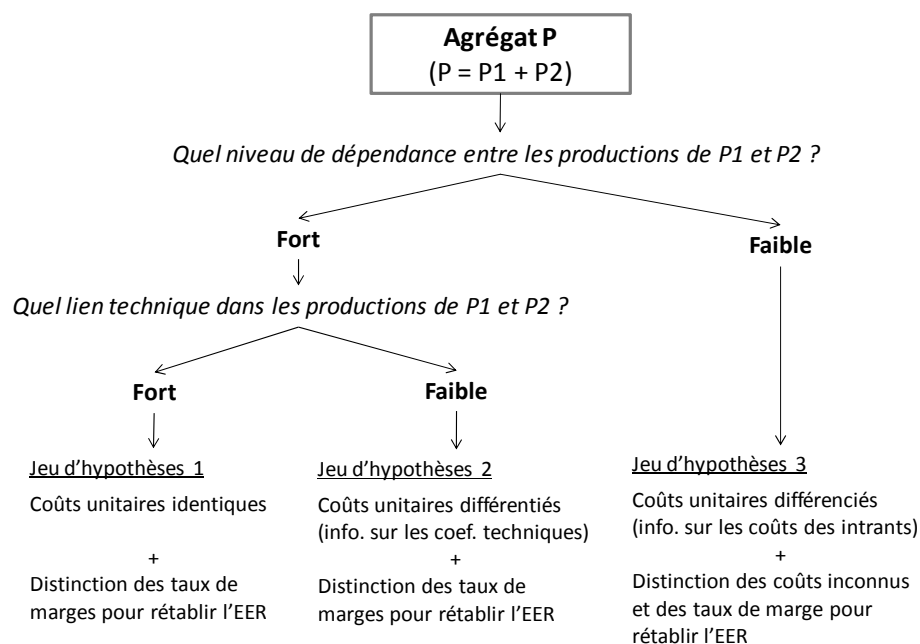 Agrégat P
(P = P1 + P2)
Quel niveau de dépendance entre les productions de P1 et P2 ?
Fort
Faible
Quel lien technique dans les productions de P1 et P2 ?
Fort
Faible
Jeu d’hypothèses 1
Coûts unitaires identiques
+
Distinction des taux de
marges pour rétablir l’EER
Jeu d’hypothèses 2
Coûts unitaires différentiés
(info. sur les coef. techniques)
+
Distinction des taux de
marges pour rétablir l’EER
Jeu d’hypothèses 3
Coûts unitaires différenciés
(info. sur les coûts des intrants)
+
Distinction des coûts inconnus
et des taux de marge pour
rétablir l’EER